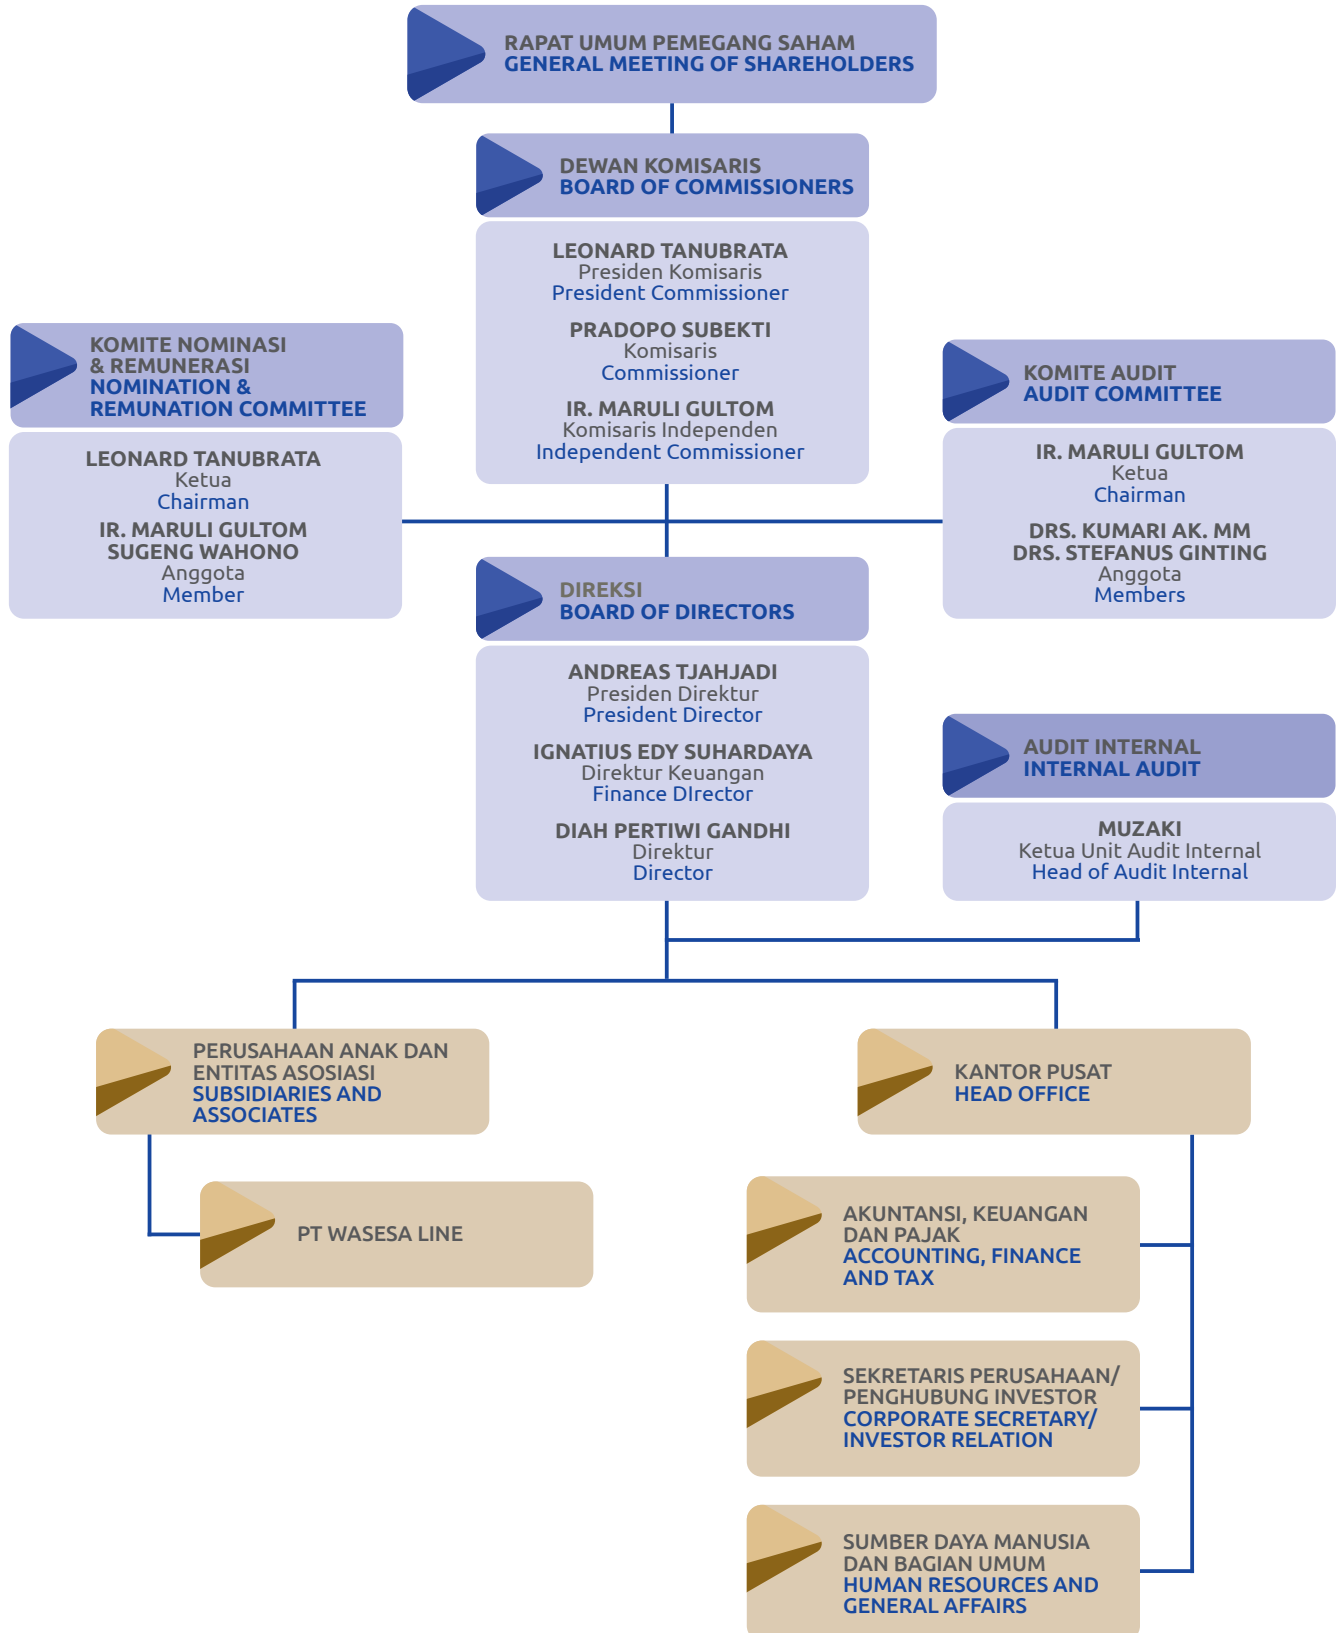 RAPAT UMUM PEMEGANG SAHAM
GENERAL MEETING OF SHAREHOLDERS
DEWAN KOMISARIS
BOARD OF COMMISSIONERS
LEONARD TANUBRATA
Presiden Komisaris
President Commissioner
PRADOPO SUBEKTI
Komisaris
Commissioner
IR. MARULI GULTOM
Komisaris Independen
Independent Commissioner
KOMITE NOMINASI
& REMUNERASI
NOMINATION &
REMUNATION COMMITTEE
LEONARD TANUBRATA
Ketua
Chairman
IR. MARULI GULTOM
SUGENG WAHONO
Anggota
Member
KOMITE AUDIT
AUDIT COMMITTEE
IR. MARULI GULTOM
Ketua
Chairman
DRS. KUMARI AK. MM
DRS. STEFANUS GINTING
Anggota
Members
DIREKSI
BOARD OF DIRECTORS
ANDREAS TJAHJADI
Presiden Direktur
President Director
IGNATIUS EDY SUHARDAYA
Direktur Keuangan
Finance DIrector
DIAH PERTIWI GANDHI
Direktur
Director
AUDIT INTERNAL
INTERNAL AUDIT
MUZAKI
Ketua Unit Audit Internal
Head of Audit Internal
PERUSAHAAN ANAK DAN
ENTITAS ASOSIASI
SUBSIDIARIES AND
ASSOCIATES
PT WASESA LINE
KANTOR PUSAT
HEAD OFFICE
AKUNTANSI, KEUANGAN
DAN PAJAK
ACCOUNTING, FINANCE
AND TAX
SEKRETARIS PERUSAHAAN/
PENGHUBUNG INVESTOR
CORPORATE SECRETARY/
INVESTOR RELATION
SUMBER DAYA MANUSIA
DAN BAGIAN UMUM
HUMAN RESOURCES AND
GENERAL AFFAIRS